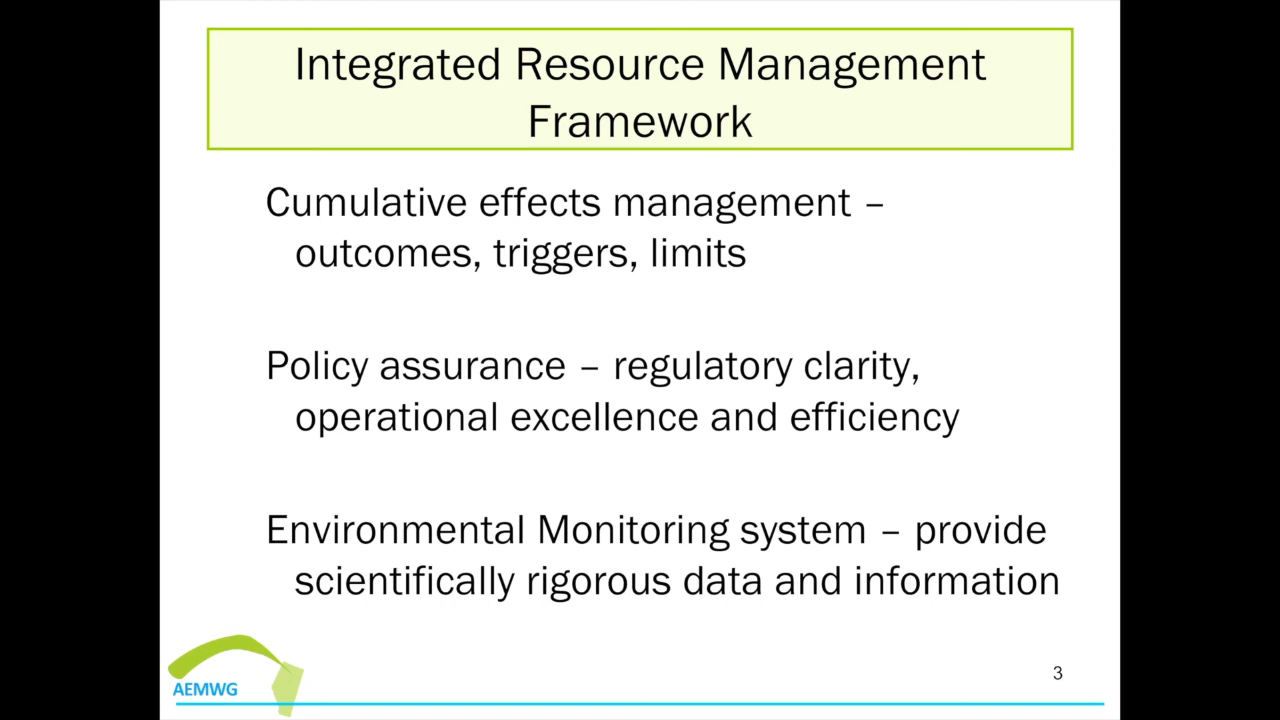 Integrated Resource Management
Framework
Cumulative effects management –
outcomes, triggers, limits
Policy assurance – regulatory clarity,
operational excellence and efficiency
Environmental Monitoring system – provide
scientifically rigorous data and information
AEMWG
3